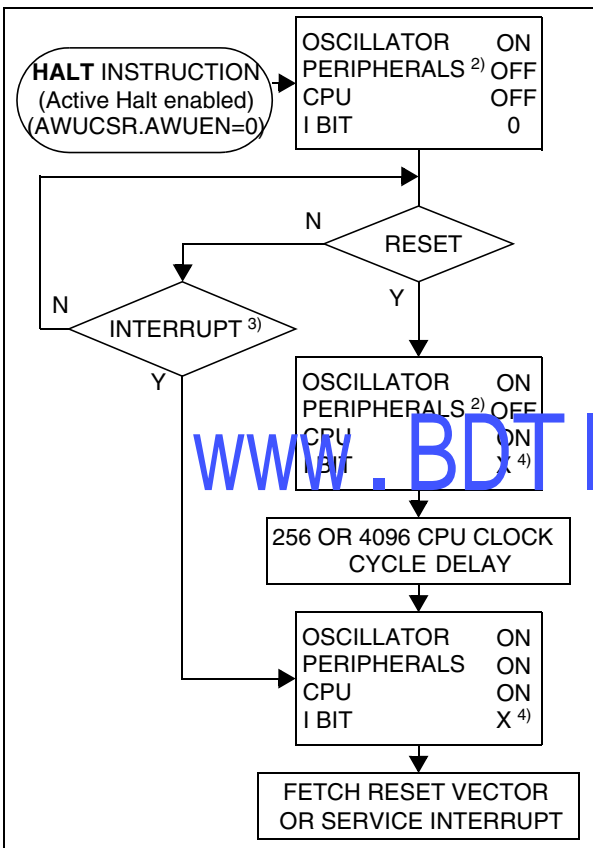 HALT INSTRUCTION
(Active Halt enabled)
(AWUCSR.AWUEN=0)
OSCILLATOR ON
PERIPHERALS 2) OFF
CPU OFF
I BIT 0
N
RESET
Y
N
INTERRUPT 3)
Y
OSCILLATOR ON
PERIPHERALS 2) OFF
CPU ON
I BIT X 4)
www.BDT
256 OR 4096 CPU CLOCK
CYCLE DELAY
OSCILLATOR ON
PERIPHERALS ON
CPU ON
I BIT X 4)
FETCH RESET VECTOR
OR SERVICE INTERRUPT